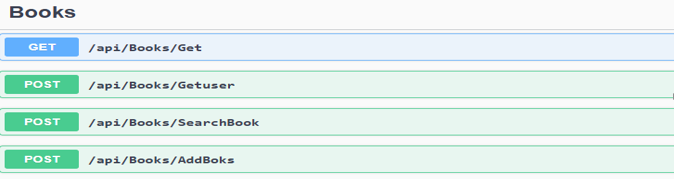 Books
GET /api/Books/Get
POST /api/Books/Getuser
POST /api/Books/SearchBook
POST /api/Books/AddBoks